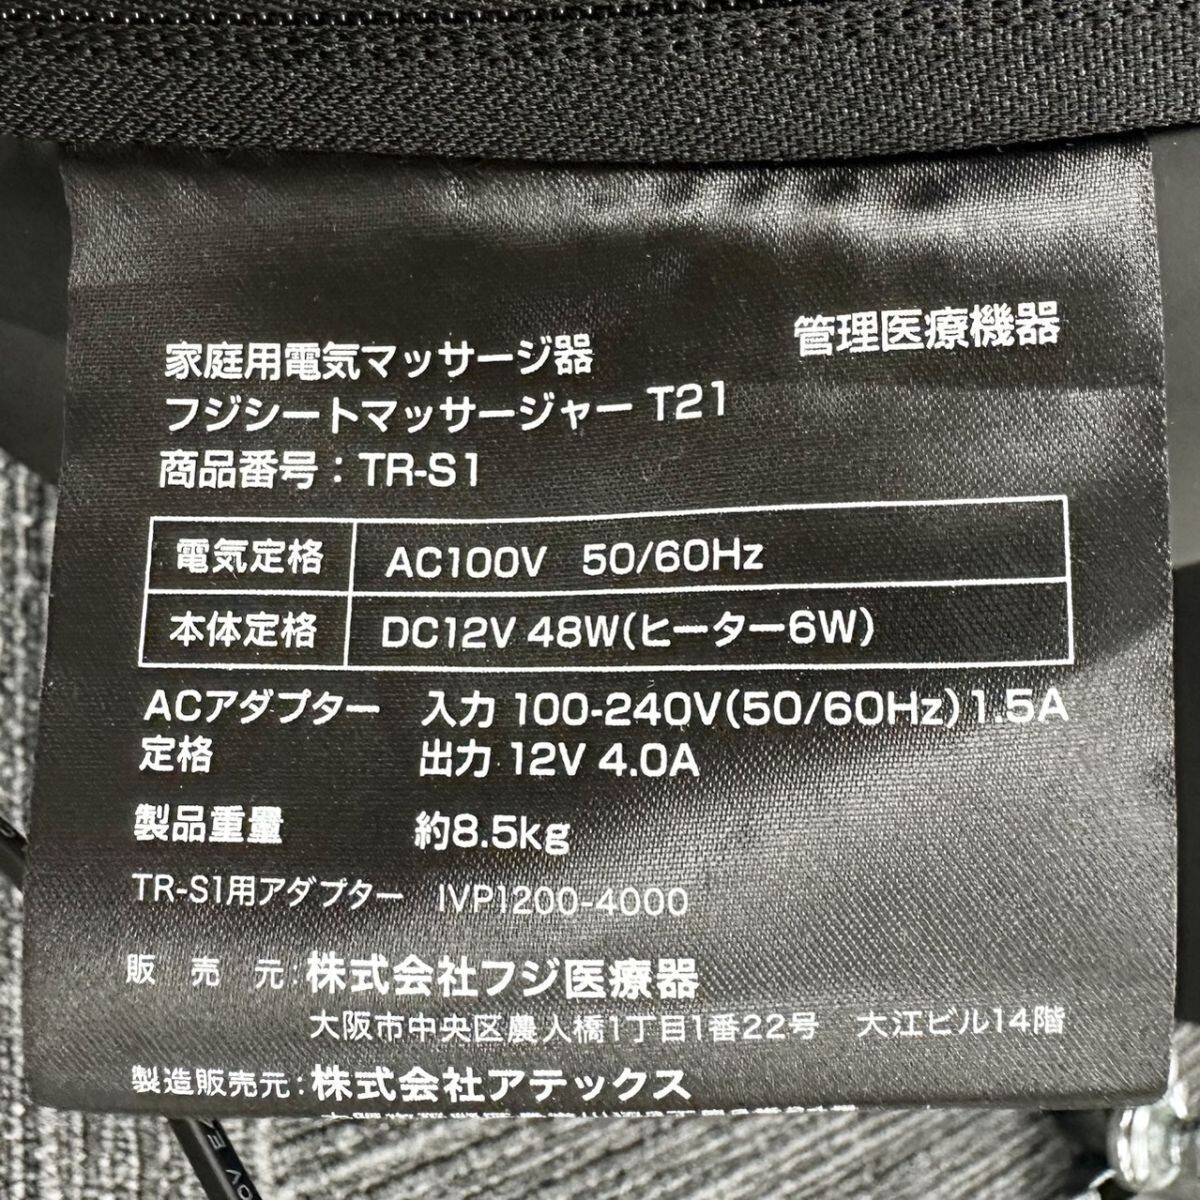 管理医療機器
家庭用電気マッサージ器
フジシートマッサージャー T21
商品番号：TR-S1
電気定格 AC100V 50/60Hz
本体定格 DC12V 48W(ヒーター6W)
ACアダプター 入力 100-240V(50/60Hz) 1.5A
定格 出力 12V 4.0A
製品重量 約8.5kg
TR-S1用アダプター IVP1200-4000
販売元：株式会社フジ医療器
大阪市中央区農人橋1丁目1番22号 大江ビル14階
製造販売元：株式会社アテックス